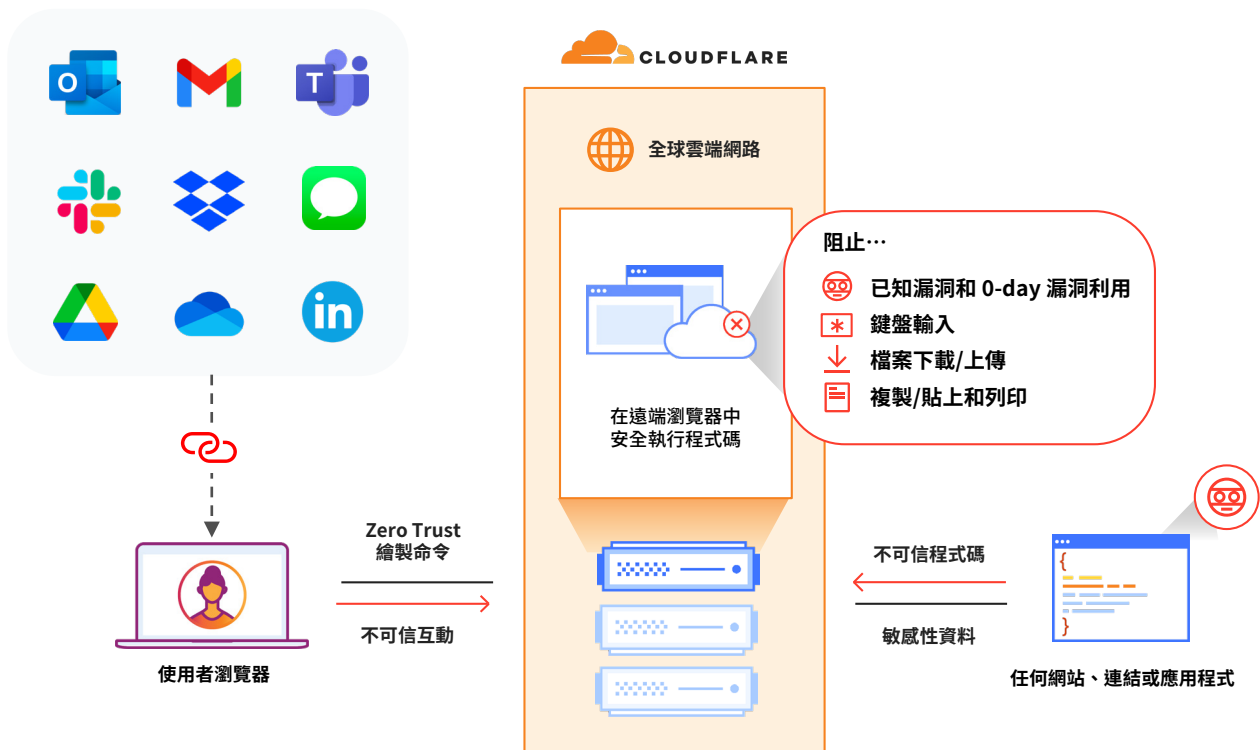 CLOUDFLARE
全球雲端網路
O
T
in
阻止…
已知漏洞和 0-day 漏洞利用
鍵盤輸入
檔案下載/上傳
複製/貼上和列印
在遠端瀏覽器中
安全執行程式碼
Zero Trust
繪製命令
不可信互動
使用者瀏覽器
不可信程式碼
敏感性資料
{
}
任何網站、連結或應用程式